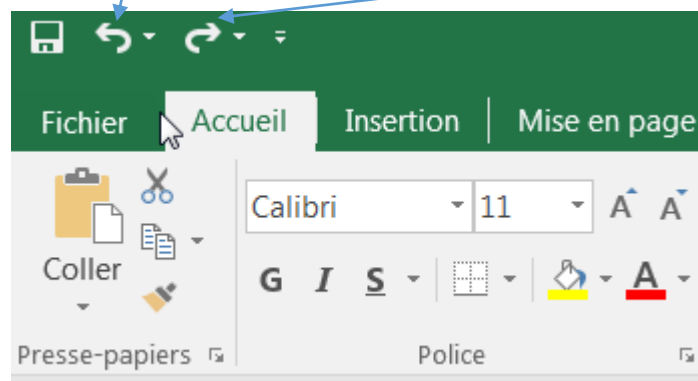 Fichier Accueil Insertion Mise en page
Calibri 11 A A
Coller G I S A
Presse-papiers Police